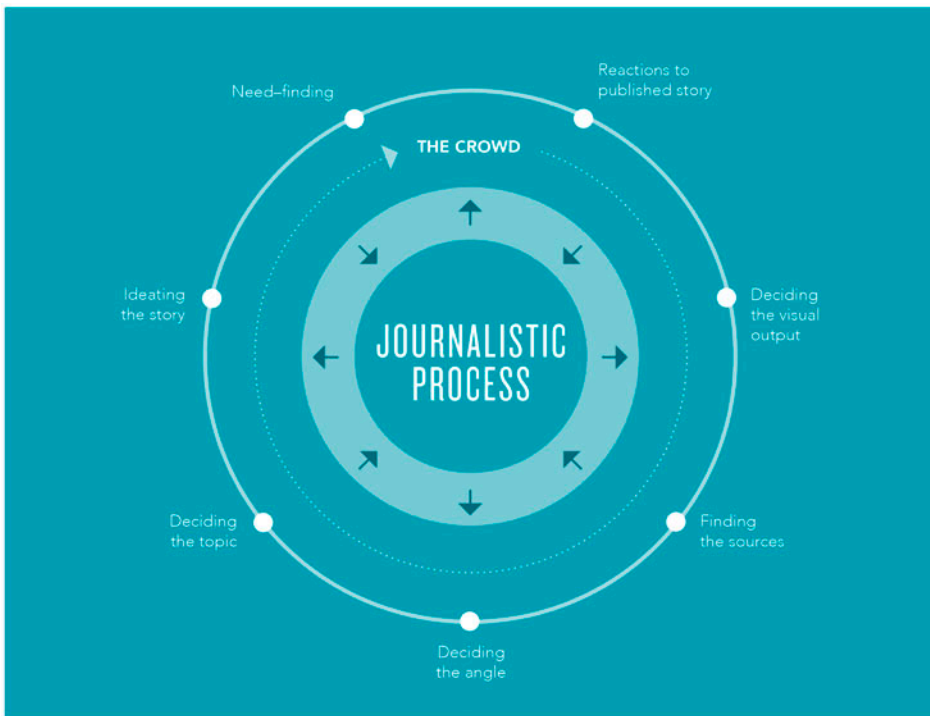 Need–finding
Reactions to
published story
THE CROWD
Ideating
the story
Deciding
the visual
output
JOURNALISTIC
PROCESS
Deciding
the topic
Finding
the sources
Deciding
the angle